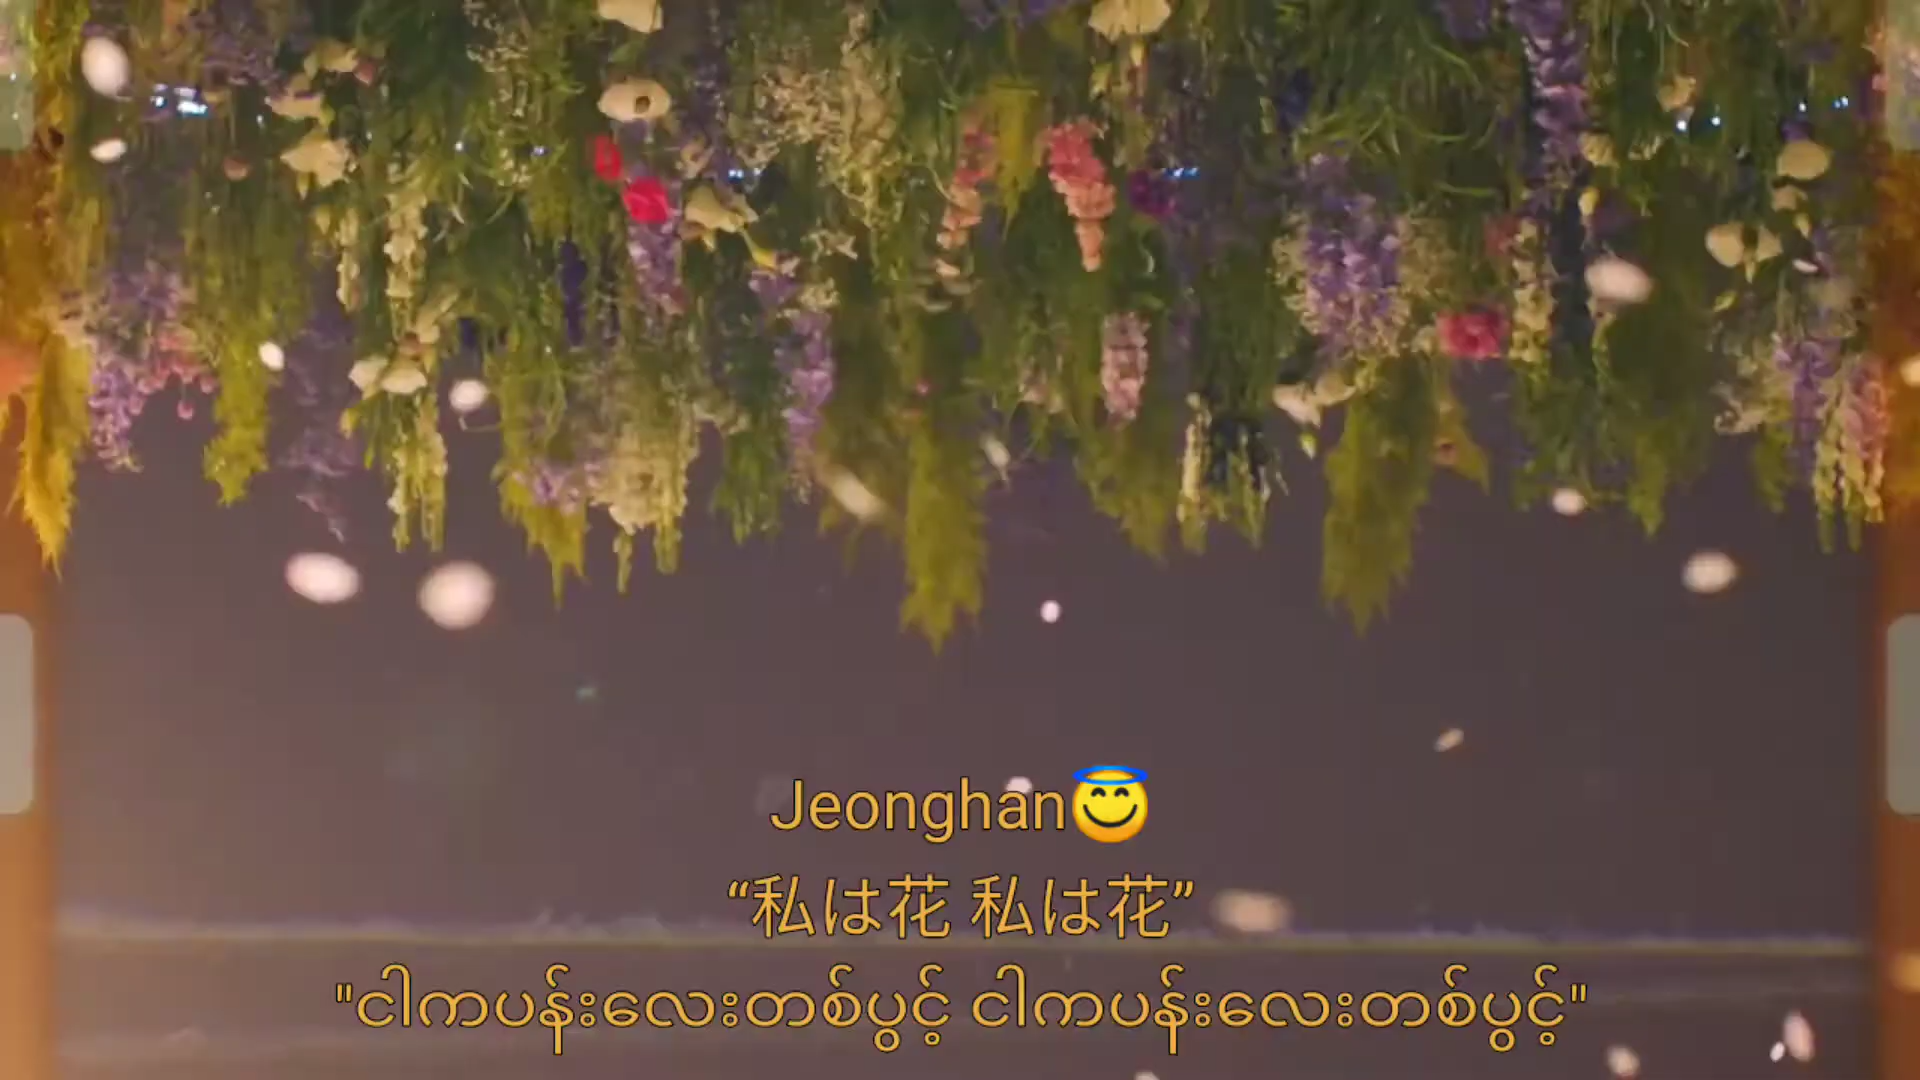 Jeonghan😇
“私は花 私は花”
"ငါကပန်းလေးတစ်ပွင့် ငါကပန်းလေးတစ်ပွင့်"